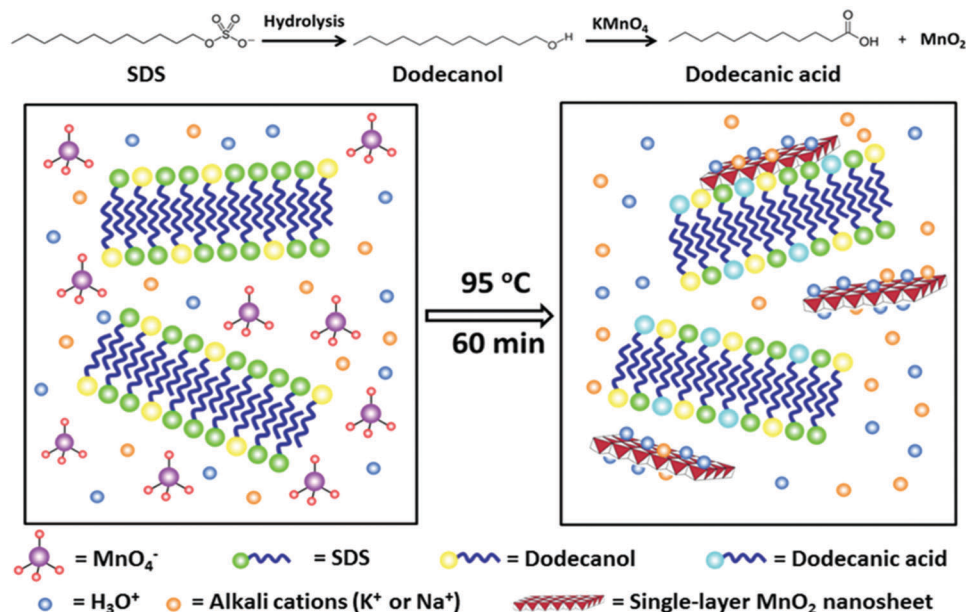 Hydrolysis KMnO₄
O O S O O⁻ O H O OH + MnO₂
SDS Dodecanol Dodecanic acid
95 °C
60 min
= MnO₄⁻ = SDS = Dodecanol = Dodecanic acid
= H₃O⁺ = Alkali cations (K⁺ or Na⁺) = Single-layer MnO₂ nanosheet